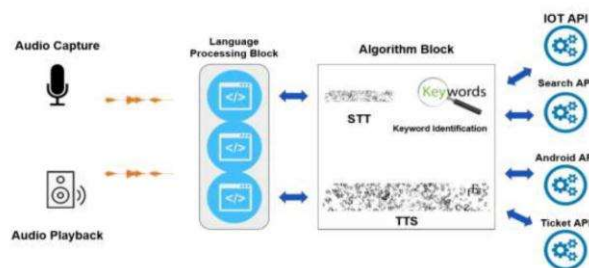 Audio Capture
Audio Playback
Language
Processing Block
</>
</>
</>
Algorithm Block
STT
Keywords
Keyword Identification
TTS
IOT API
Search AP
Android AP
Ticket API